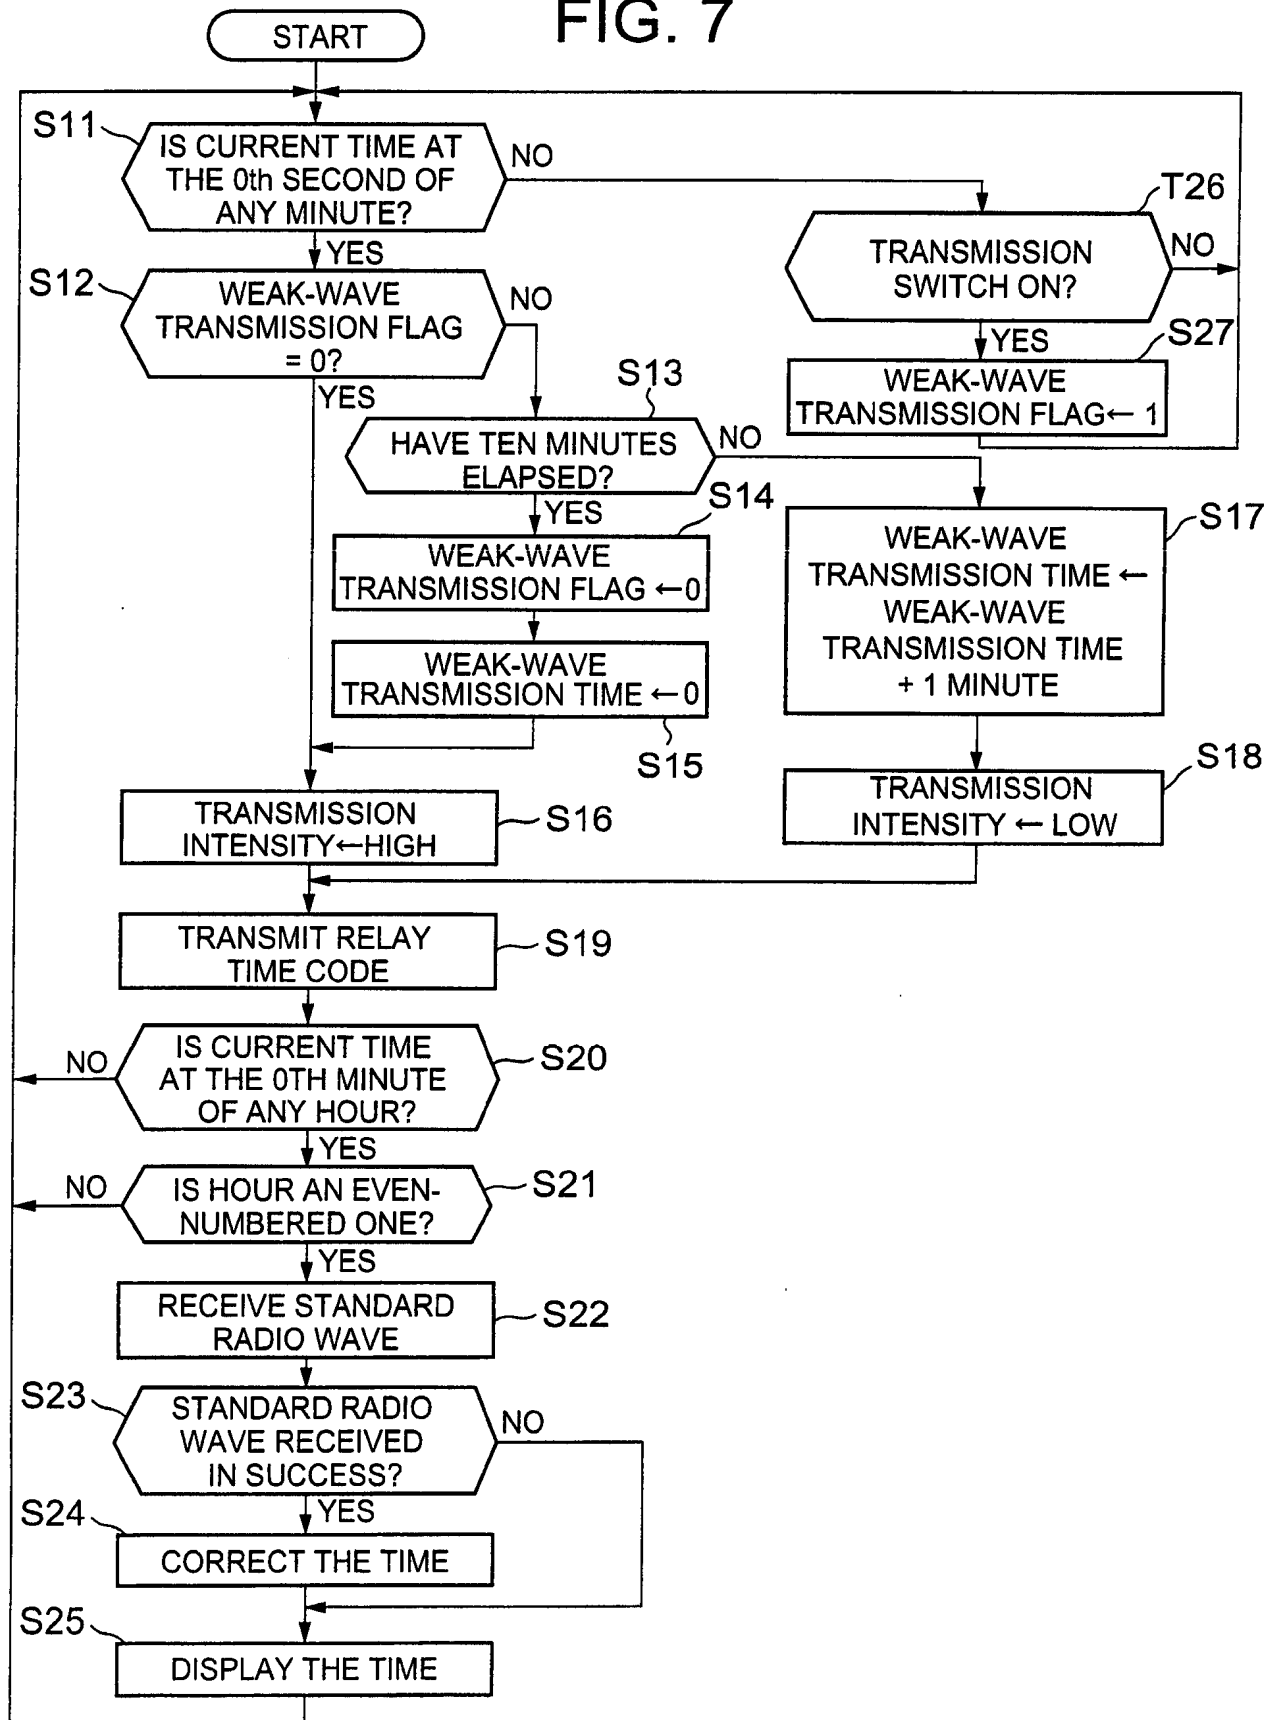 FIG. 7
START
S11
IS CURRENT TIME AT
THE 0th SECOND OF
ANY MINUTE?
NO
YES
T26
TRANSMISSION
SWITCH ON?
NO
YES
S27
WEAK-WAVE
TRANSMISSION FLAG← 1
S12
WEAK-WAVE
TRANSMISSION FLAG
= 0?
NO
YES
S13
HAVE TEN MINUTES
ELAPSED?
NO
YES
S14
WEAK-WAVE
TRANSMISSION FLAG ←0
WEAK-WAVE
TRANSMISSION TIME ←0
S15
S17
WEAK-WAVE
TRANSMISSION TIME ←
WEAK-WAVE
TRANSMISSION TIME
+ 1 MINUTE
S18
TRANSMISSION
INTENSITY ← LOW
TRANSMISSION
INTENSITY←HIGH
S16
TRANSMIT RELAY
TIME CODE
S19
IS CURRENT TIME
AT THE 0TH MINUTE
OF ANY HOUR?
S20
NO
YES
IS HOUR AN EVEN-
NUMBERED ONE?
S21
NO
YES
RECEIVE STANDARD
RADIO WAVE
S22
S23
STANDARD RADIO
WAVE RECEIVED
IN SUCCESS?
NO
YES
S24
CORRECT THE TIME
S25
DISPLAY THE TIME